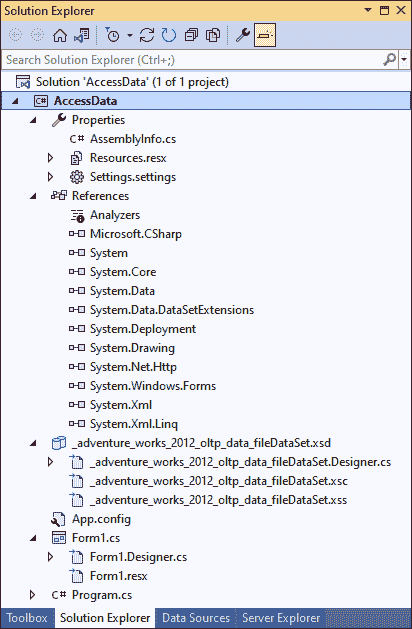 Solution Explorer
Search Solution Explorer (Ctrl+;)
Solution 'AccessData' (1 of 1 project)
C# AccessData
Properties
C# AssemblyInfo.cs
Resources.resx
Settings.settings
References
Analyzers
Microsoft.CSharp
System
System.Core
System.Data
System.Data.DataSetExtensions
System.Deployment
System.Drawing
System.Net.Http
System.Windows.Forms
System.Xml
System.Xml.Linq
_adventure_works_2012_oltp_data_fileDataSet.xsd
_adventure_works_2012_oltp_data_fileDataSet.Designer.cs
_adventure_works_2012_oltp_data_fileDataSet.xsc
_adventure_works_2012_oltp_data_fileDataSet.xss
App.config
Form1.cs
Form1.Designer.cs
Form1.resx
C# Program.cs
Toolbox Solution Explorer Data Sources Server Explorer